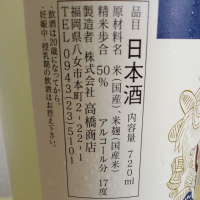 品目 日本酒 内容量 720ml
原材料名 米（国産）、米麹（国産米）
精米歩合 50% アルコール分 17度
製造者 株式会社 高橋商店
福岡県八女市本町2-22-1
TEL 0943-23-5101
・飲酒は20歳になってから。
・妊娠中・授乳期の飲酒はお控え下さい。